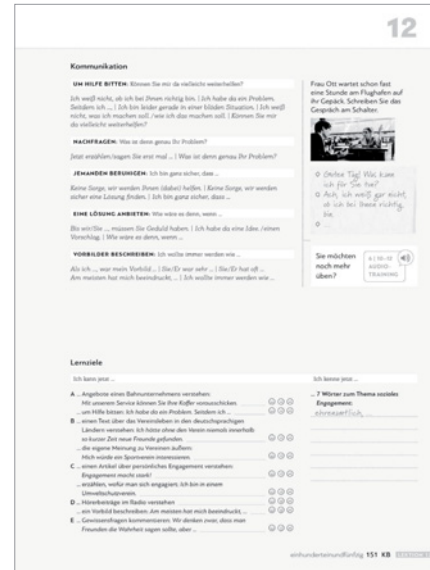 12
Kommunikation
UM HILFE BITTEN: Können Sie mir da vielleicht weiterhelfen?
Ich weiß nicht, ob ich bei Ihnen richtig bin. | Ich habe da ein Problem.
Seitdem ich ... | Ich bin leider gerade in einer blöden Situation. | Ich weiß
nicht, was ich machen soll. / wie ich das machen soll. | Können Sie mir
da vielleicht weiterhelfen?
NACHFRAGEN: Was ist denn genau Ihr Problem?
Jetzt erzählen/sagen Sie erst mal ... | Was ist denn genau Ihr Problem?
JEMANDEN BERUHIGEN: Ich bin ganz sicher, dass ...
Keine Sorge, wir werden Ihnen (dabei) helfen. | Keine Sorge, wir werden
sicher eine Lösung finden. | Ich bin ganz sicher, dass ...
EINE LÖSUNG ANBIETEN: Wie wäre es denn, wenn ...
Bis wir/Sie ..., müssen Sie Geduld haben. | Ich habe da eine Idee. / einen
Vorschlag. | Wie wäre es denn, wenn ...
VORBILDER BESCHREIBEN: Ich wollte immer werden wie ...
Als ich ..., war mein Vorbild ... | Sie/Er war sehr ... | Sie/Er hat oft ...
Am meisten hat mich beeindruckt, ... | Ich wollte immer werden wie ...
Frau Ott wartet schon fast
eine Stunde am Flughafen auf
ihr Gepäck. Schreiben Sie das
Gespräch am Schalter.
Guten Tag! Was kann
ich für Sie tun?
Ach, ich weiß gar nicht,
ob ich bei Ihnen richtig
bin.
...
Sie möchten
noch mehr
üben?
AUDIO-
TRAINING
Lernziele
Ich kann jetzt ...
A ... Angebote eines Bahnunternehmens verstehen:
Mit unserem Service können Sie Ihre Koffer vorausschicken.
... um Hilfe bitten: Ich habe da ein Problem. Seitdem ich ...
B ... einen Text über das Vereinsleben in den deutschsprachigen
Ländern verstehen: Ich hätte ohne den Verein niemals innerhalb
so kurzer Zeit neue Freunde gefunden.
... die eigene Meinung zu Vereinen äußern:
Mich würde ein Sportverein interessieren.
C ... einen Artikel über persönliches Engagement verstehen:
Engagement macht stark!
... erzählen, wofür man sich engagiert: Ich bin in einem
Umweltschutzverein.
D ... Hörerbeiträge im Radio verstehen
... ein Vorbild beschreiben: Am meisten hat mich beeindruckt, ...
E ... Gewissensfragen kommentieren: Wir denken zwar, dass man
Freunden die Wahrheit sagen sollte, aber ...
Ich kenne jetzt ...
... 7 Wörter zum Thema soziales
Engagement:
ehrenamtlich, ...
einhunderteinundfünfzig 151 KB